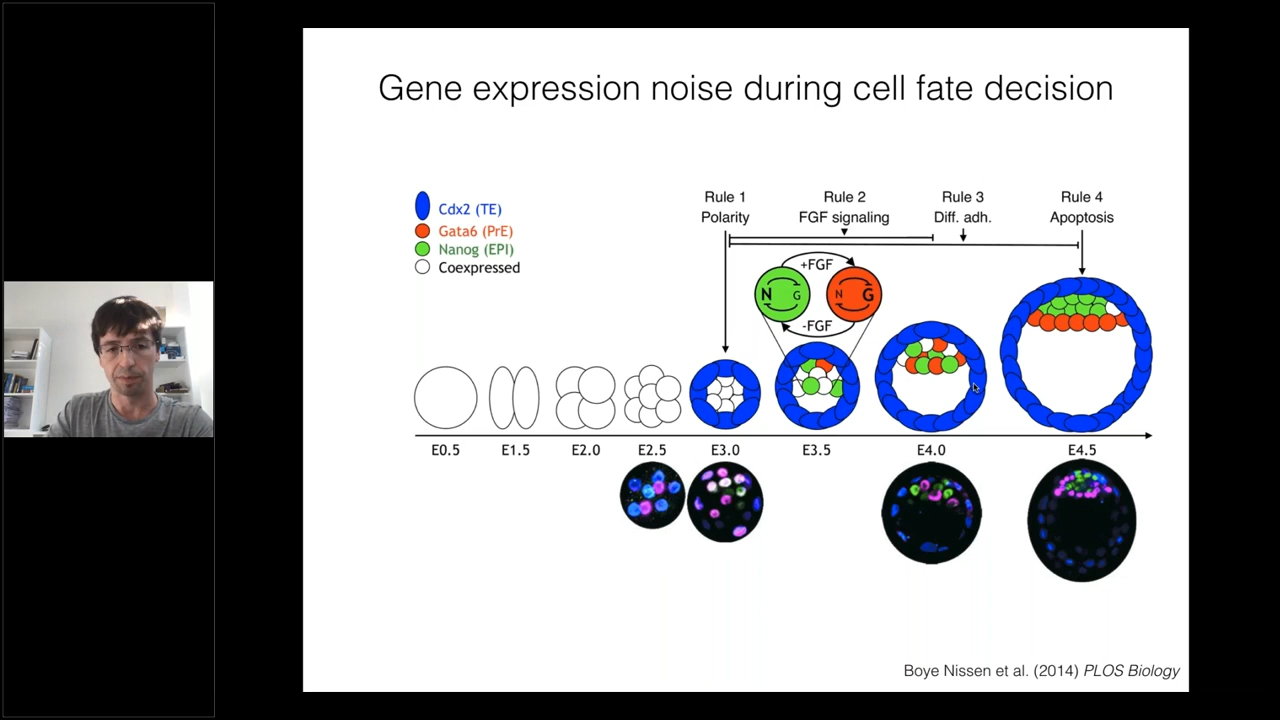 Gene expression noise during cell fate decision
Cdx2 (TE)
Gata6 (PrE)
Nanog (EPI)
Coexpressed
Rule 1
Polarity
Rule 2
FGF signaling
Rule 3
Diff. adh.
Rule 4
Apoptosis
+FGF
N G
N G
-FGF
E0.5 E1.5 E2.0 E2.5 E3.0 E3.5 E4.0 E4.5
Boye Nissen et al. (2014) PLOS Biology